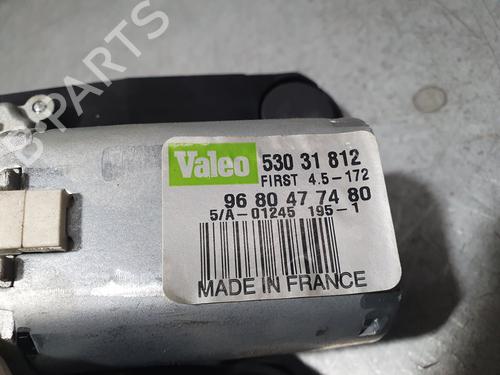 Valeo 530 31 812
FIRST 4.5-172
96 80 47 74 80
5/A-01245 195-1
MADE IN FRANCE